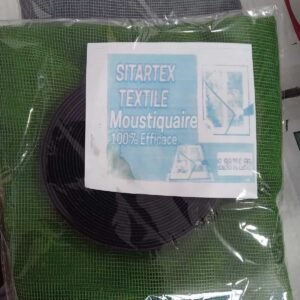 SITARTEX
TEXTILE
Moustiquaire
100% Efficace